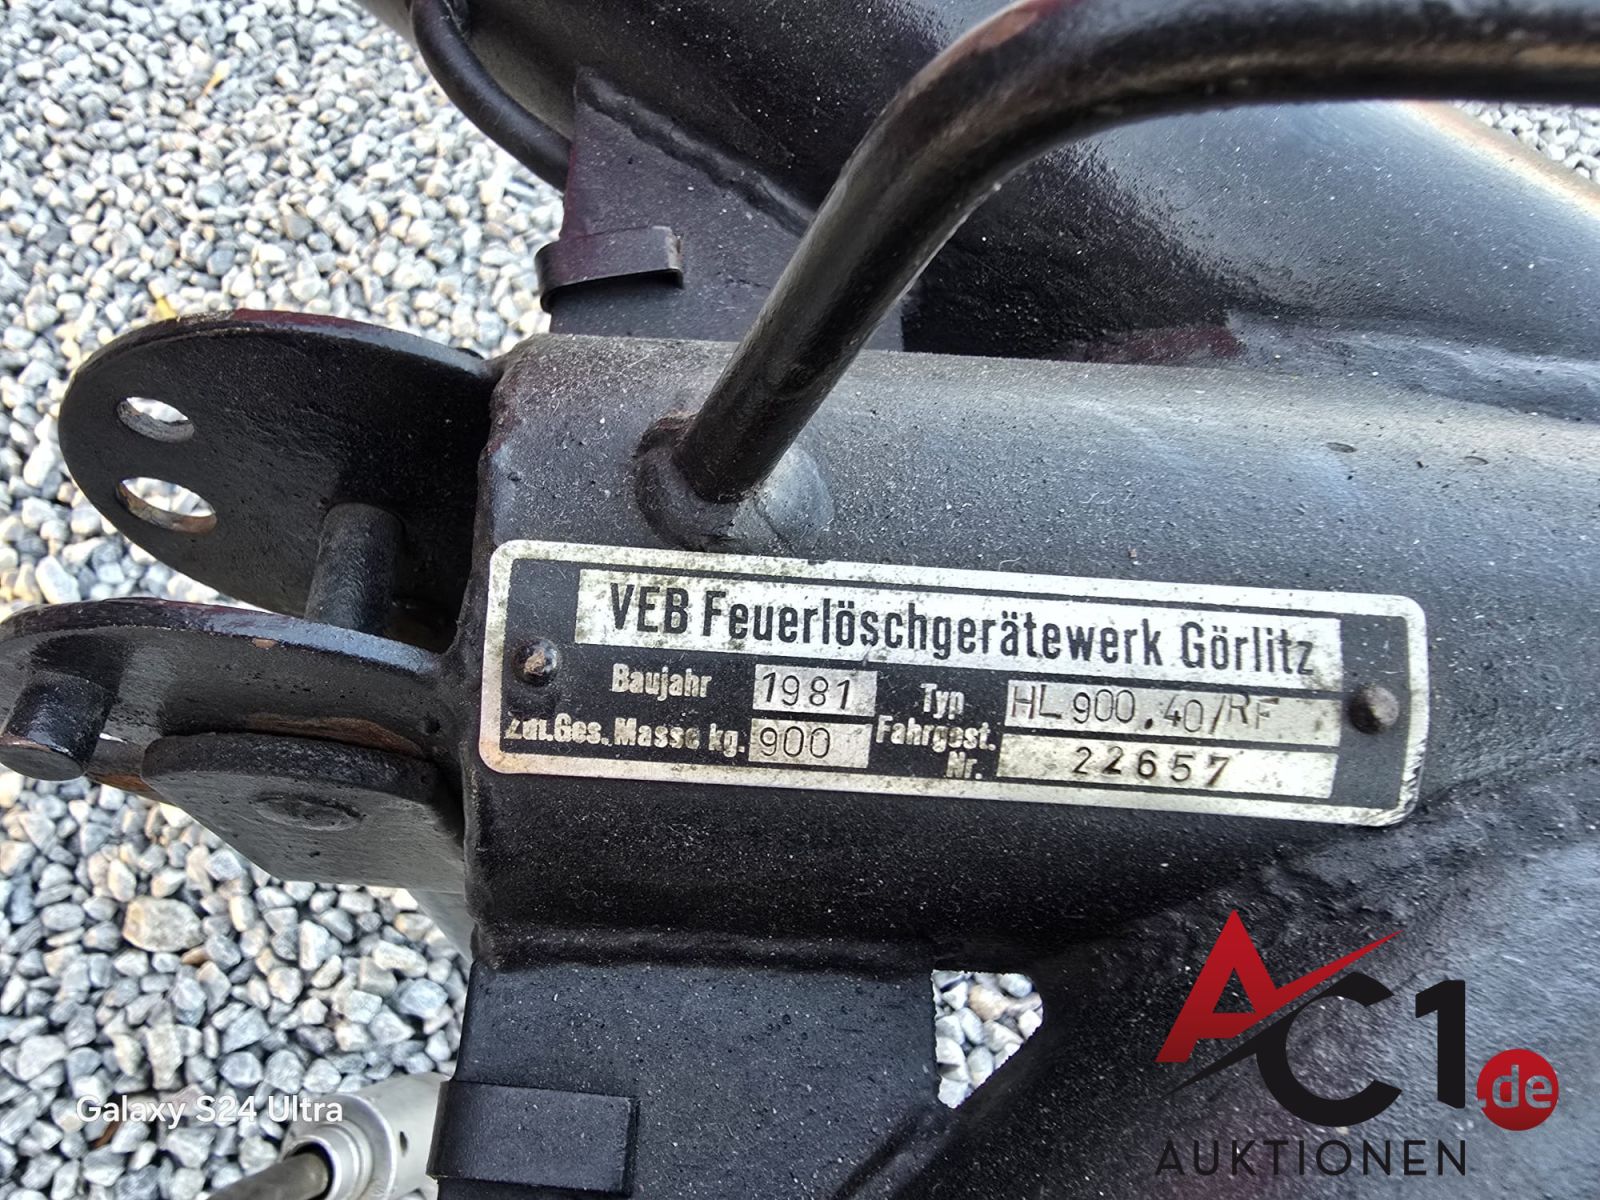 VEB Feuerlöschgerätewerk Görlitz
Baujahr 1981 Typ HL 900.40/RF
Zul.Ges.Masse kg. 900 Fahrgest. Nr. 22657
AC1.de
AUKTIONEN
Galaxy S24 Ultra